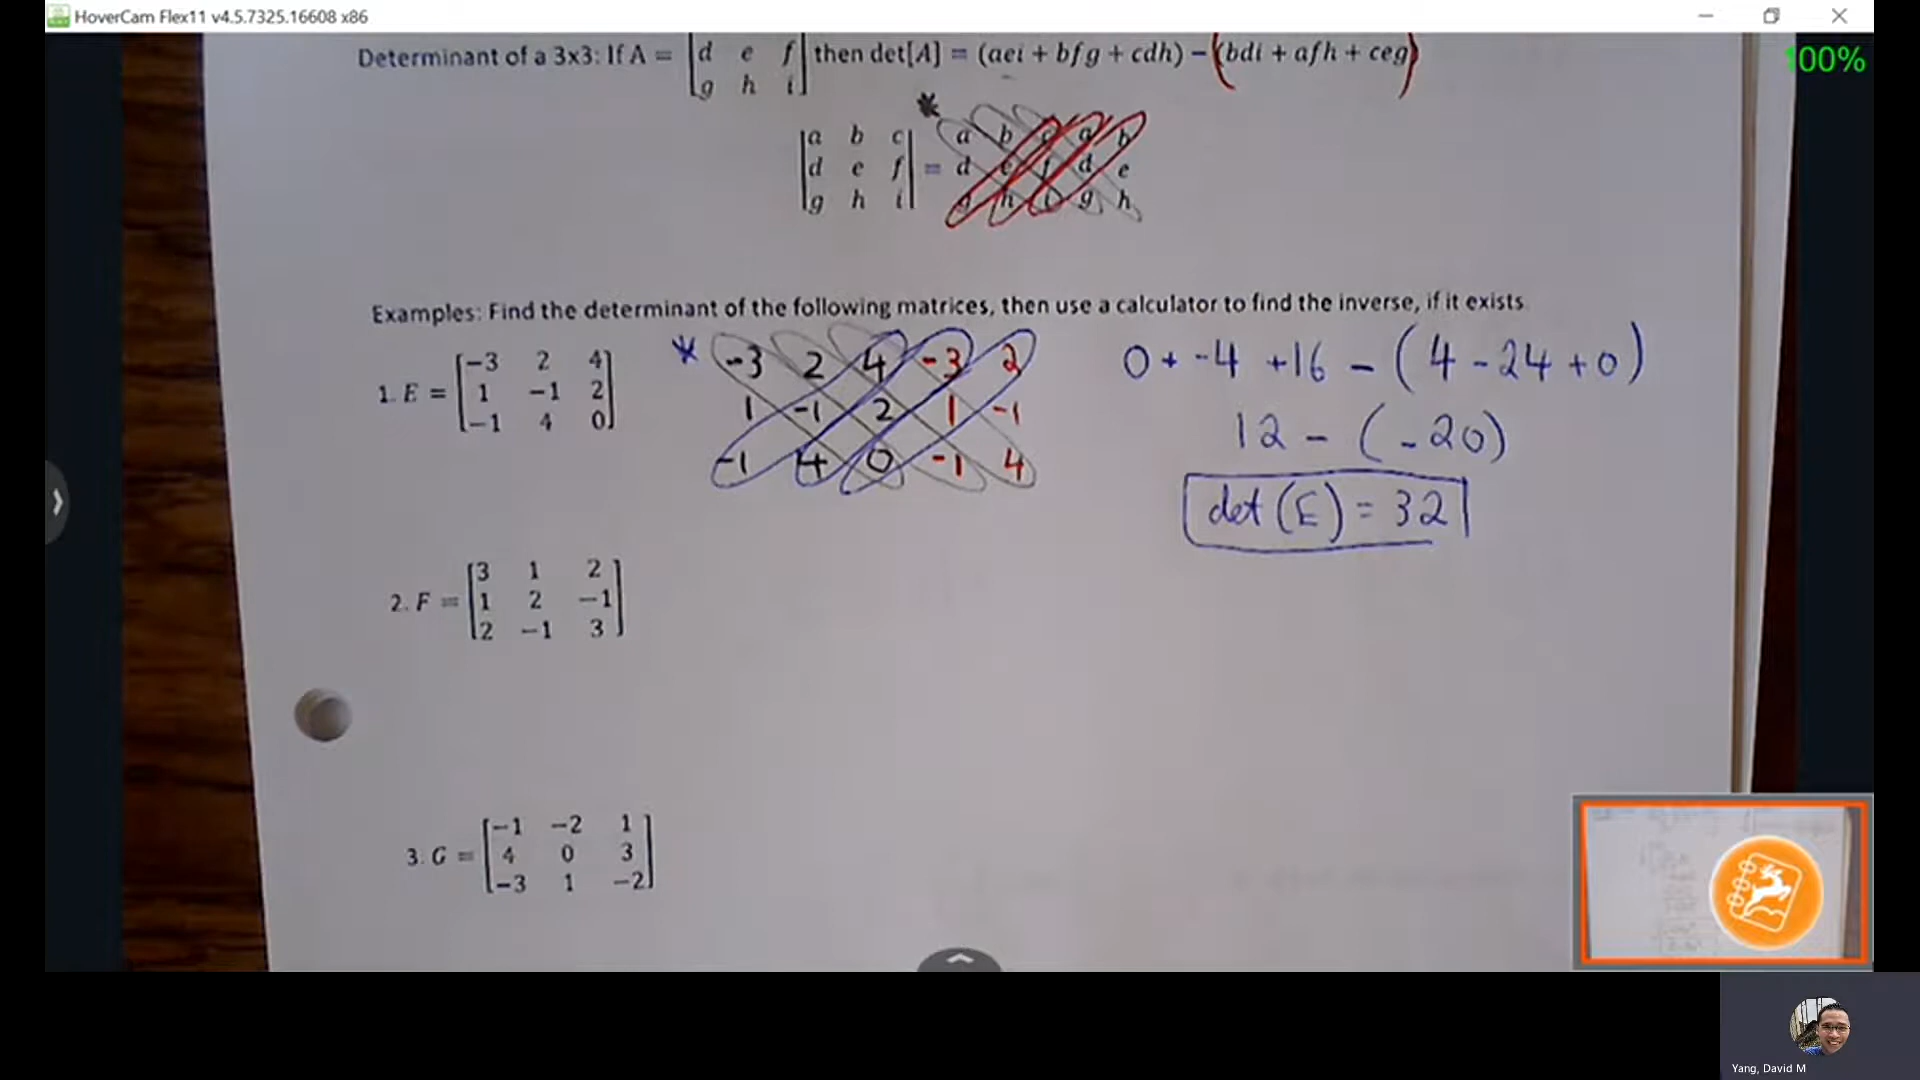 HoverCam Flex11 v4.5.7325.16608 x86
100%
Determinant of a 3x3: If A = [d e f; g h i] then det[A] = (aei + bfg + cdh) − (bdi + afh + ceg)
* |a b c| a b c a b
|d e f| = d e f d e
|g h i| g h i g h
Examples: Find the determinant of the following matrices, then use a calculator to find the inverse, if it exists.
1. E = [−3 2 4
1 −1 2
−1 4 0]
* -3 2 4 -3 2
1 -1 2 1 -1
-1 4 0 -1 4
0 + -4 +16 - (4 - 24 + 0)
12 - (-20)
det (E) = 32
2. F = [3 1 2
1 2 −1
2 −1 3]
3. G = [−1 −2 1
4 0 3
−3 1 −2]
Yang, David M